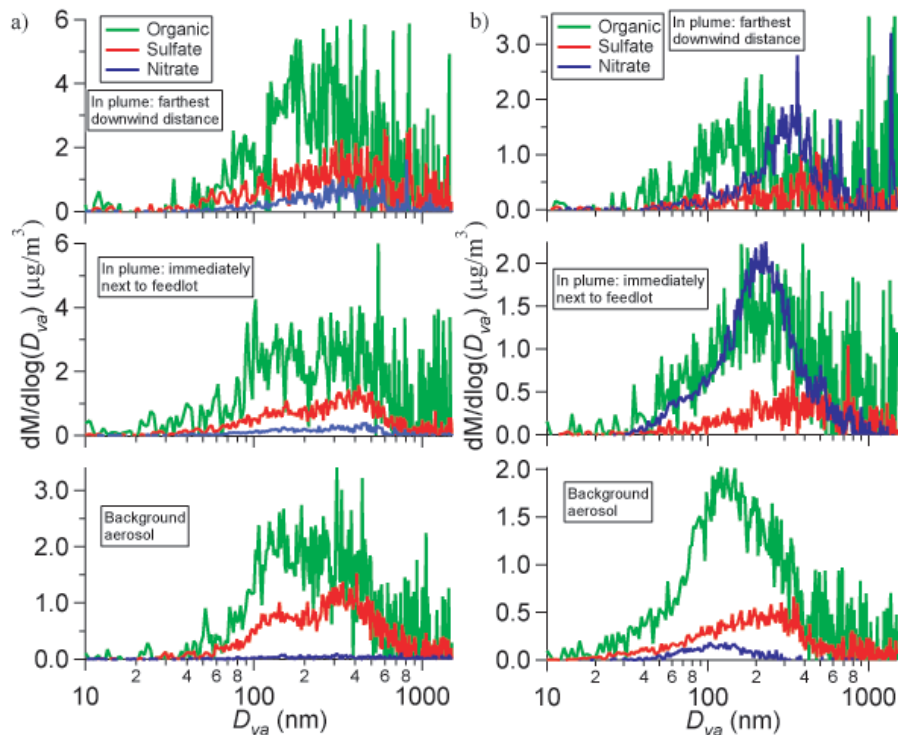 a)
Organic
Sulfate
Nitrate
In plume: farthest
downwind distance
6
4
2
0
In plume: immediately
next to feedlot
6
4
2
0
Background
aerosol
3.0
2.0
1.0
0.0
dM/dlog(Dva) (µg/m³)
10 2 4 6 8 100 2 4 6 8 1000
Dva (nm)
b)
Organic
Sulfate
Nitrate
In plume: farthest
downwind distance
3.0
2.0
1.0
0.0
In plume: immediately
next to feedlot
2.0
1.5
1.0
0.5
0.0
Background
aerosol
2.0
1.5
1.0
0.5
0.0
dM/dlog(Dva) (µg/m³)
10 2 4 6 8 100 2 4 6 8 1000
Dva (nm)